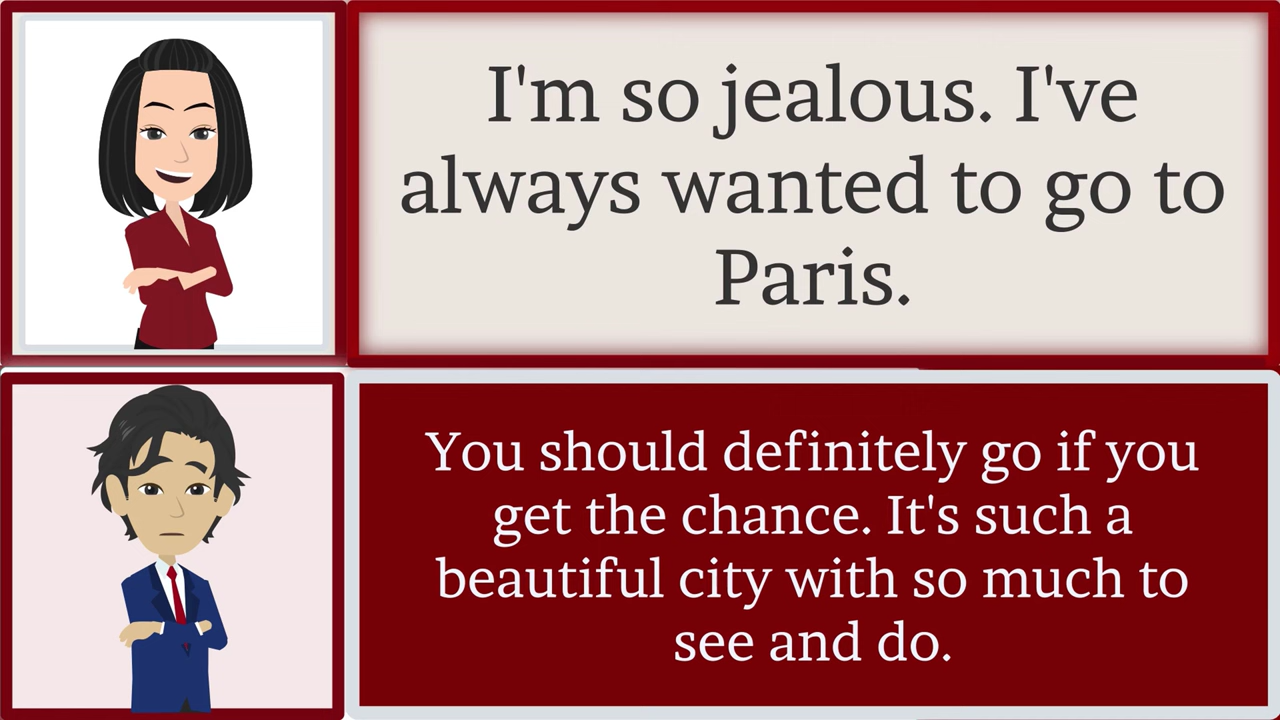 I'm so jealous. I've
always wanted to go to
Paris.
You should definitely go if you
get the chance. It's such a
beautiful city with so much to
see and do.